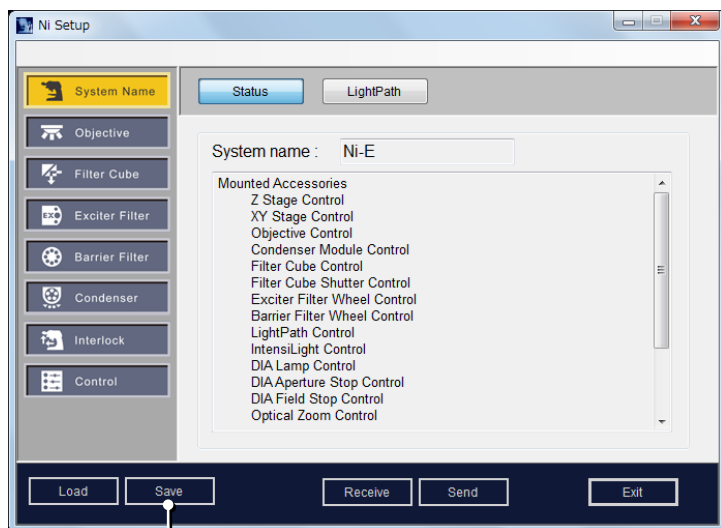 Ni Setup
System Name
Objective
Filter Cube
EXC
Exciter Filter
Barrier Filter
Condenser
Interlock
Control
Status LightPath
System name : Ni-E
Mounted Accessories
Z Stage Control
XY Stage Control
Objective Control
Condenser Module Control
Filter Cube Control
Filter Cube Shutter Control
Exciter Filter Wheel Control
Barrier Filter Wheel Control
LightPath Control
IntensiLight Control
DIA Lamp Control
DIA Aperture Stop Control
DIA Field Stop Control
Optical Zoom Control
Load Save Receive Send Exit